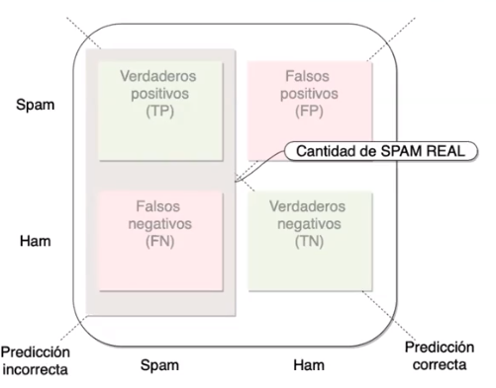 Spam
Verdaderos
positivos
(TP)
Falsos
positivos
(FP)
Cantidad de SPAM REAL
Ham
Falsos
negativos
(FN)
Verdaderos
negativos
(TN)
Predicción
incorrecta
Spam
Ham
Predicción
correcta